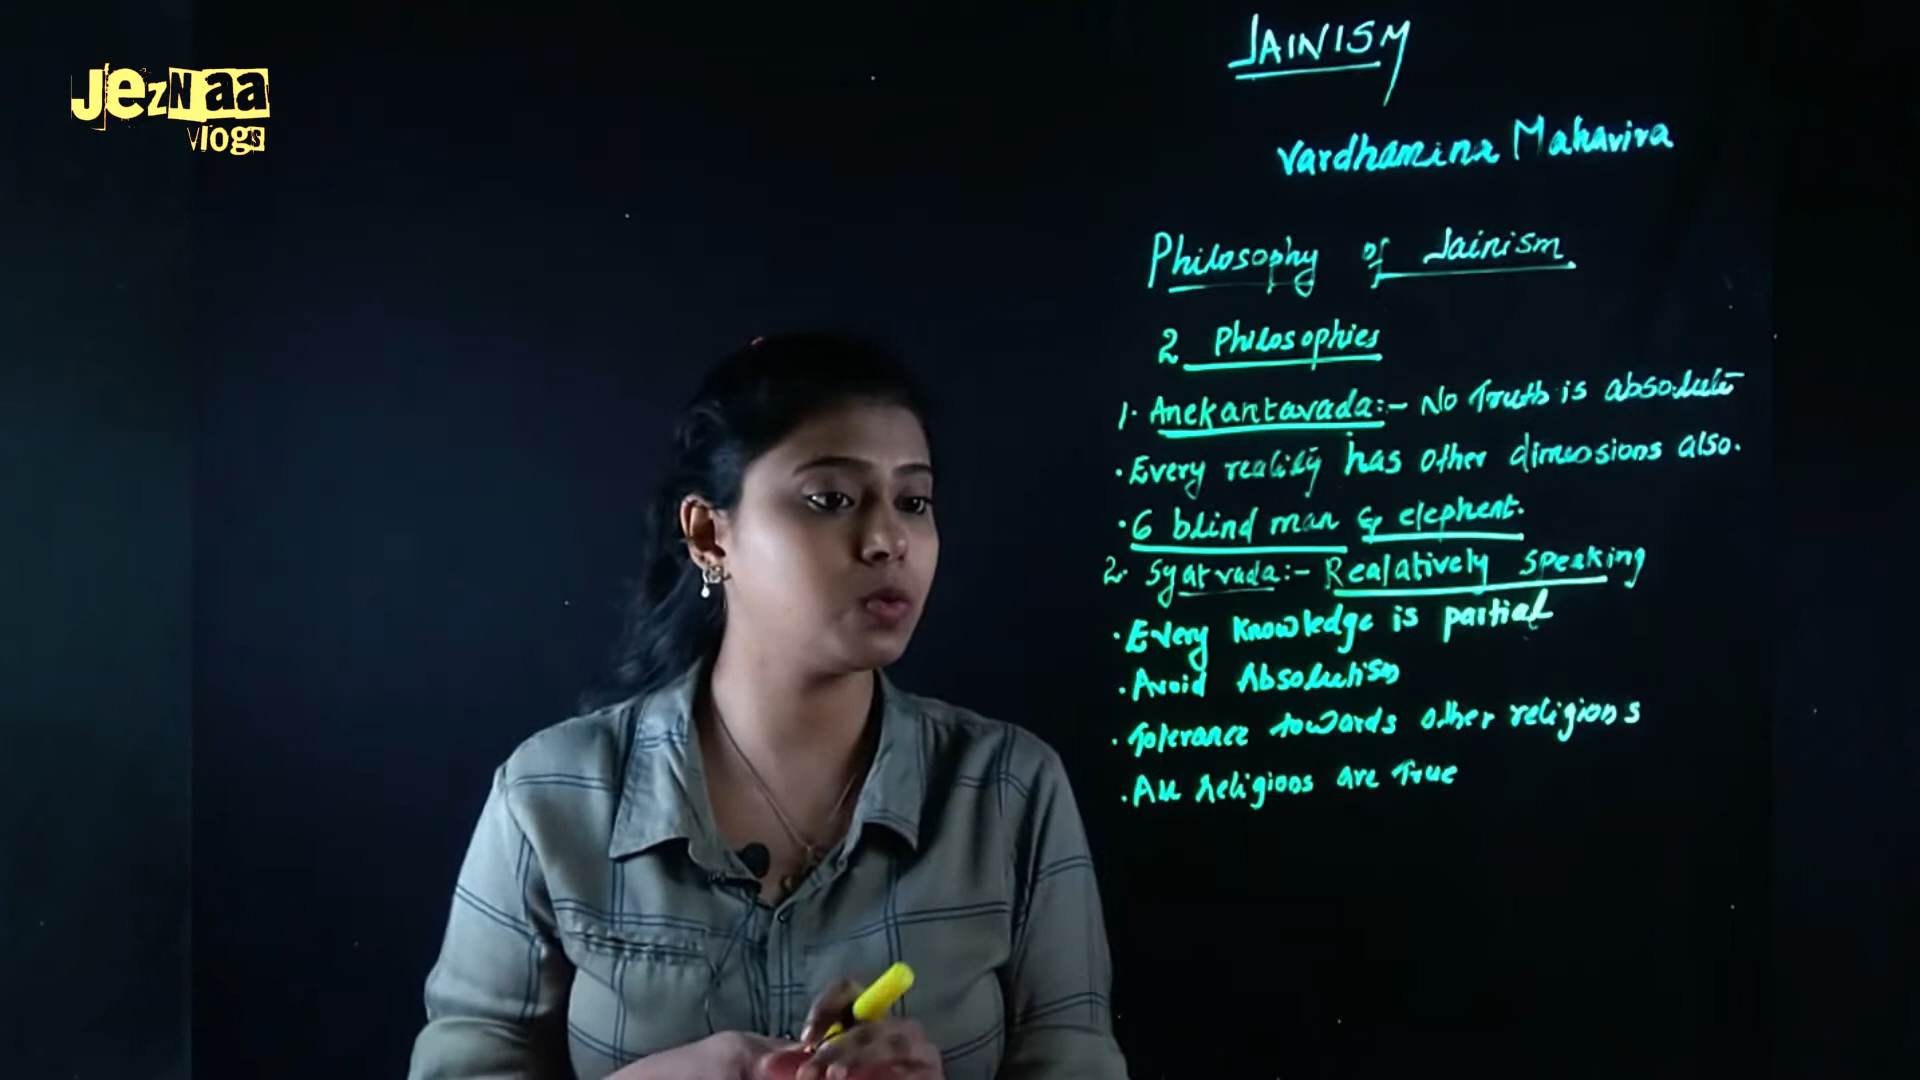 Jeznaa
vlogs
JAINISM
Vardhamana Mahavira
Philosophy of Jainism
2 Philosophies
1. Anekantavada:- No Truth is absolute
• Every reality has other dimensions also.
• 6 blind man & elephent.
2. Syatvada:- Realatively speaking
• Every Knowledge is partial
• Avoid Absolutism
• Tolerance towards other religions
• All religions are True